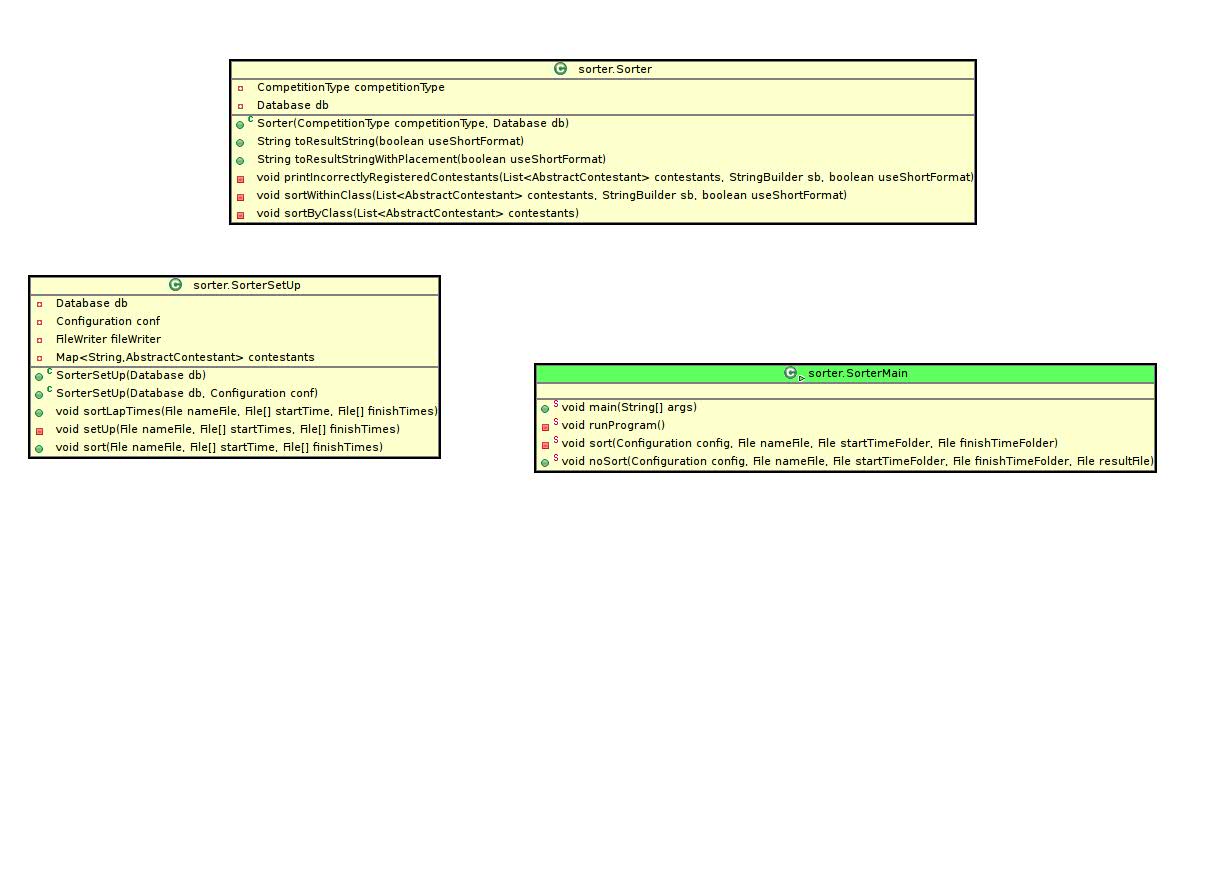 sorter.Sorter
CompetitionType competitionType
Database db
Sorter(CompetitionType competitionType, Database db)
String toResultString(boolean useShortFormat)
String toResultStringWithPlacement(boolean useShortFormat)
void printIncorrectlyRegisteredContestants(List<AbstractContestant> contestants, StringBuilder sb, boolean useShortFormat)
void sortWithinClass(List<AbstractContestant> contestants, StringBuilder sb, boolean useShortFormat)
void sortByClass(List<AbstractContestant> contestants)
sorter.SorterSetUp
Database db
Configuration conf
FileWriter fileWriter
Map<String,AbstractContestant> contestants
SorterSetUp(Database db)
SorterSetUp(Database db, Configuration conf)
void sortLapTimes(File nameFile, File[] startTime, File[] finishTimes)
void setUp(File nameFile, File[] startTimes, File[] finishTimes)
void sort(File nameFile, File[] startTime, File[] finishTimes)
sorter.SorterMain
void main(String[] args)
void runProgram()
void sort(Configuration config, File nameFile, File startTimeFolder, File finishTimeFolder)
void noSort(Configuration config, File nameFile, File startTimeFolder, File finishTimeFolder, File resultFile)